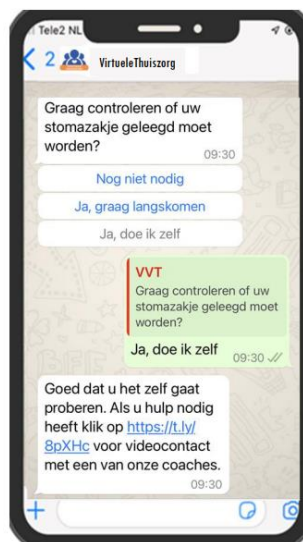 Tele2 NL
2 VirtueleThuiszorg
Graag controleren of uw
stomazakje geleegd moet
worden?
09:30
Nog niet nodig
Ja, graag langskomen
Ja, doe ik zelf
VVT
Graag controleren of uw
stomazakje geleegd moet
worden?
Ja, doe ik zelf 09:30
Goed dat u het zelf gaat
proberen. Als u hulp nodig
heeft klik op https://t.ly/
8pXHc voor videocontact
met een van onze coaches.
09:30